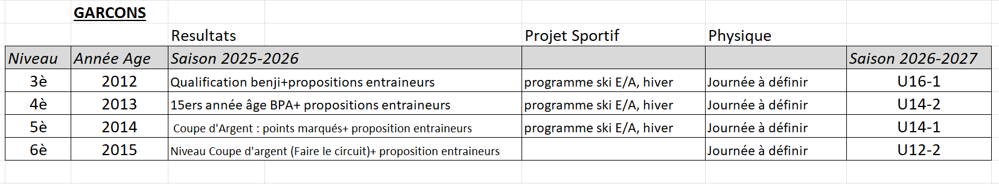 GARCONS
Resultats Projet Sportif Physique
Niveau Année Age Saison 2025-2026 Saison 2026-2027
3è 2012 Qualification benji+propositions entraineurs programme ski E/A, hiver Journée à définir U16-1
4è 2013 15ers année âge BPA+ propositions entraineurs programme ski E/A, hiver Journée à définir U14-2
5è 2014 Coupe d'Argent : points marqués+ proposition entraineurs programme ski E/A, hiver Journée à définir U14-1
6è 2015 Niveau Coupe d'argent (Faire le circuit)+ proposition entraineurs Journée à définir U12-2